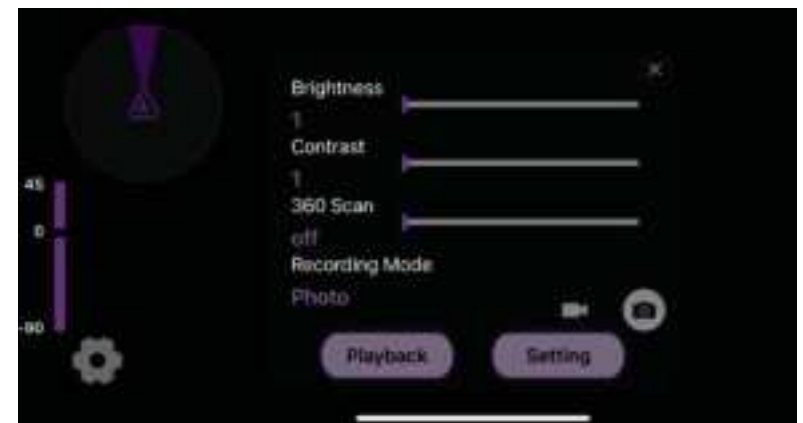 Brightness
1
Contrast
1
360 Scan
off
Recording Mode
Photo
45
0
-90
Playback
Setting